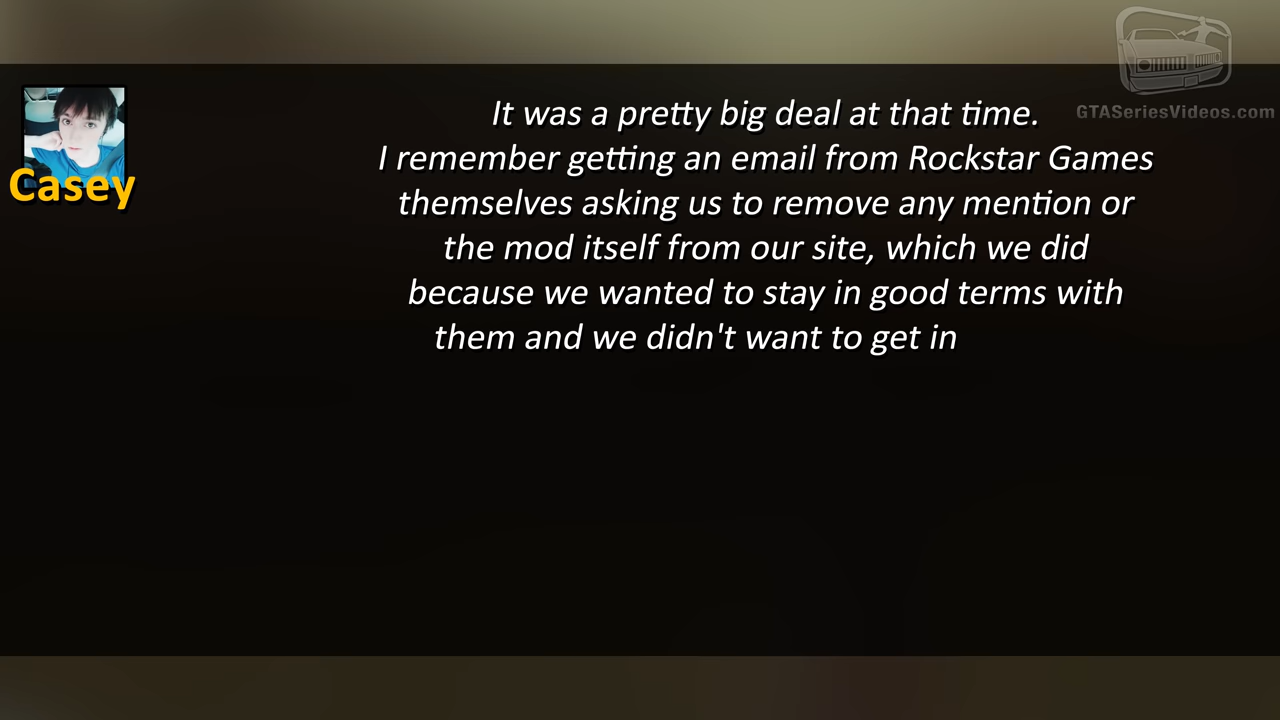 GTASeriesVideos.com
Casey
It was a pretty big deal at that time.
I remember getting an email from Rockstar Games
themselves asking us to remove any mention or
the mod itself from our site, which we did
because we wanted to stay in good terms with
them and we didn't want to get in